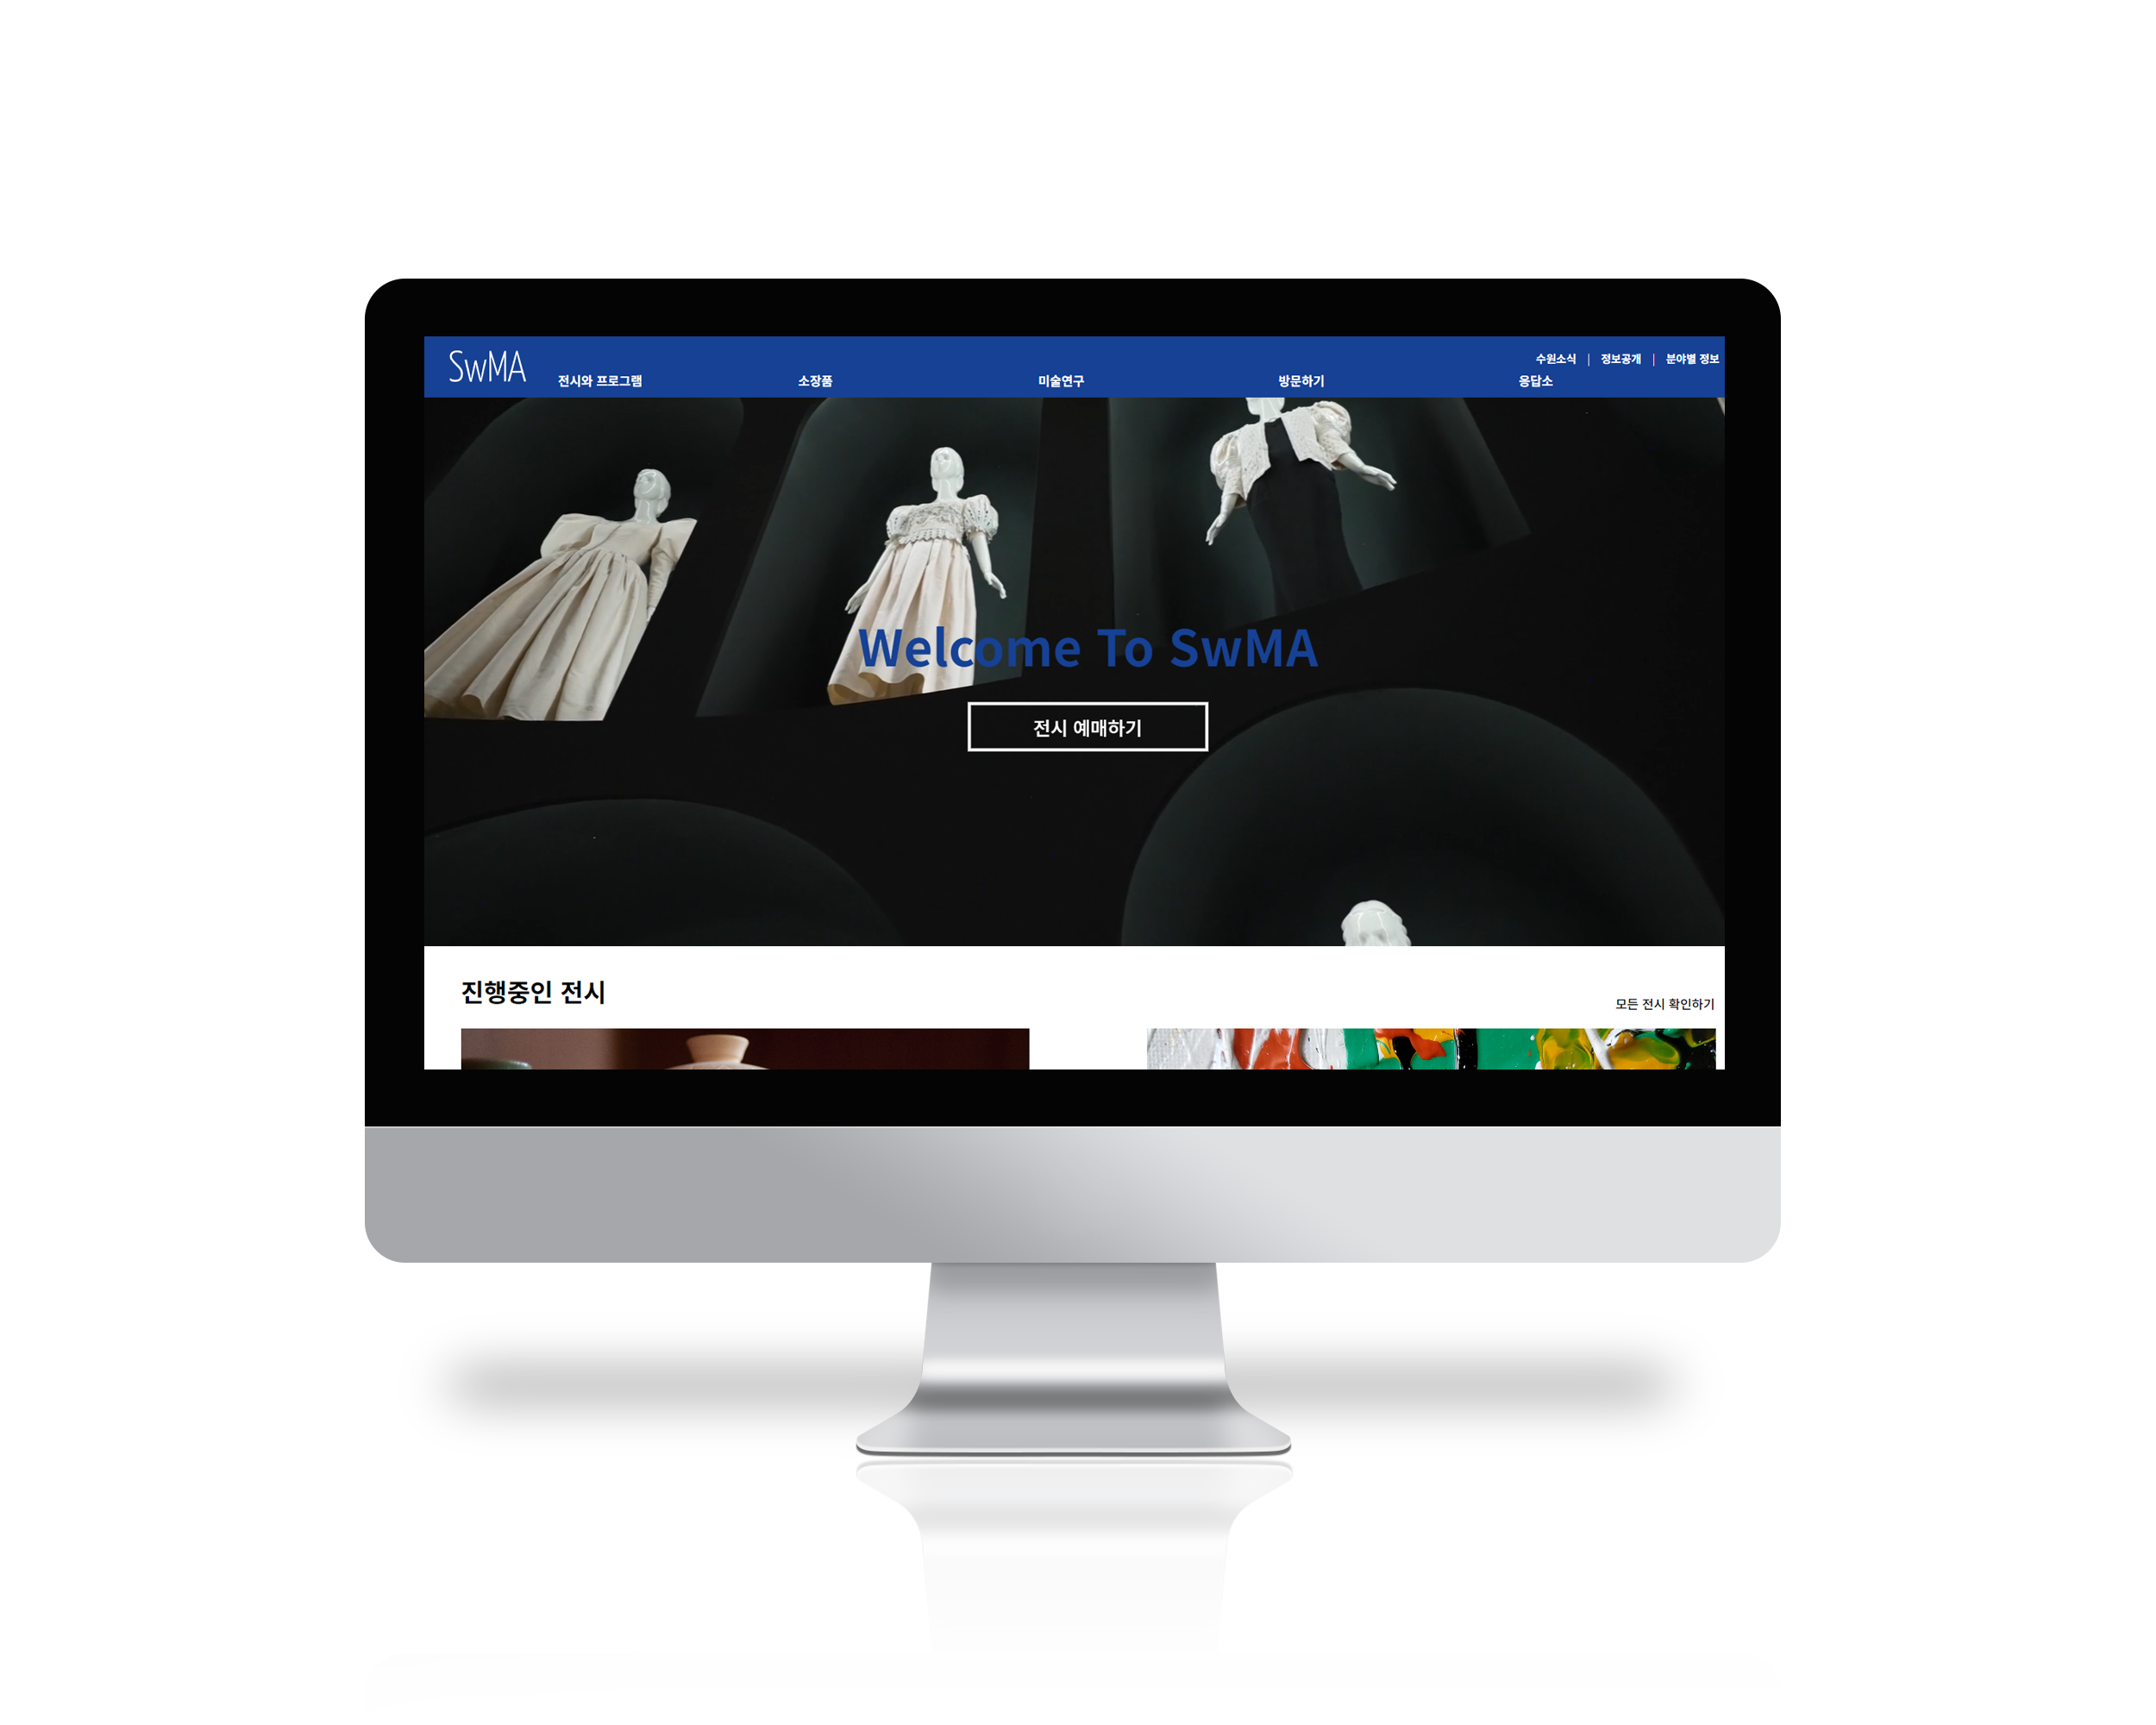 SwMA
수원소식 | 정보공개 | 분야별 정보
전시와 프로그램 소장품 미술연구 방문하기 응답소
Welcome To SwMA
전시 예매하기
진행중인 전시
모든 전시 확인하기